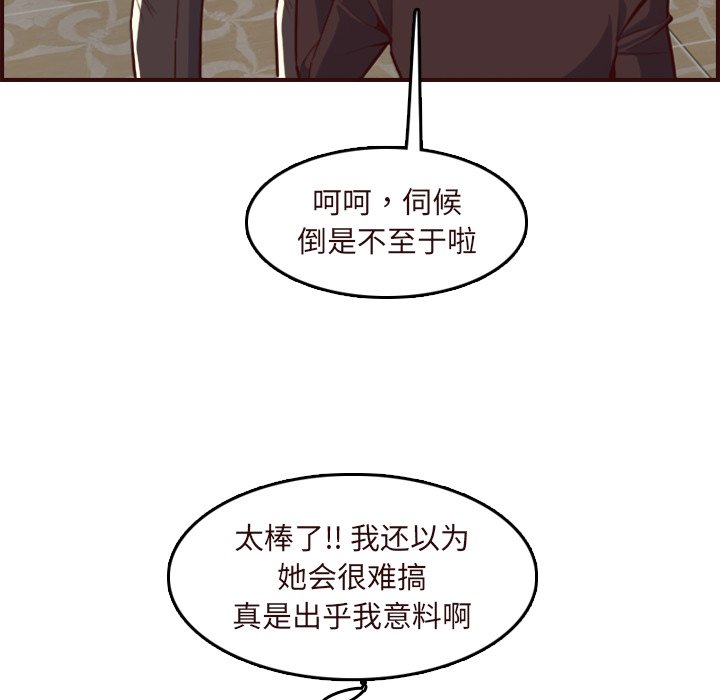 呵呵，伺候
倒是不至于啦
太棒了!! 我还以为
她会很难搞
真是出乎我意料啊